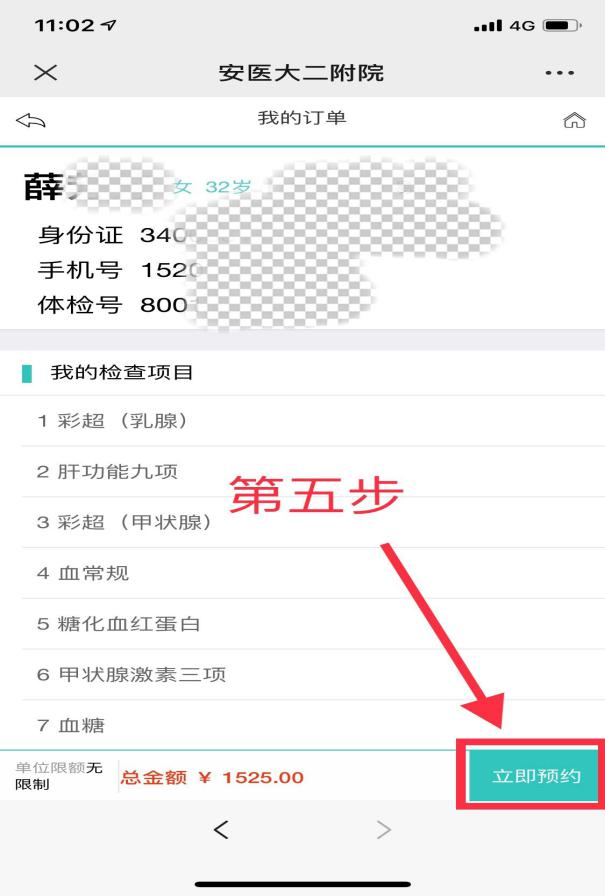 11:02
4G
安医大二附院
我的订单
薛 女 32岁
身份证 340
手机号 1520
体检号 800
我的检查项目
1 彩超（乳腺）
2 肝功能九项
第五步
3 彩超（甲状腺）
4 血常规
5 糖化血红蛋白
6 甲状腺激素三项
7 血糖
单位限额无
限制
总金额 ¥ 1525.00
立即预约